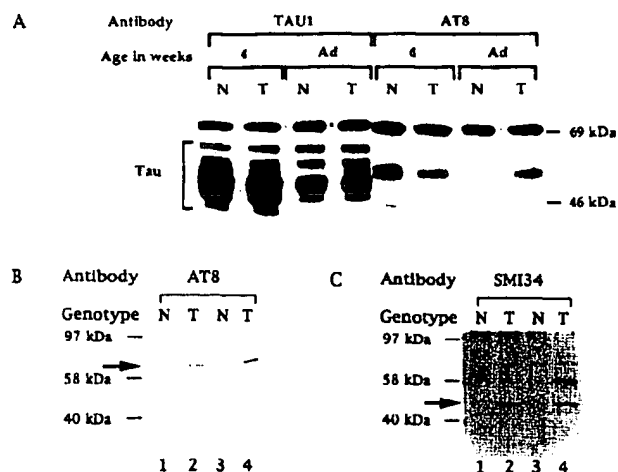 A Antibody TAU1 AT8
Age in weeks 4 Ad 4 Ad
N T N T N T N T
69 kDa
Tau
46 kDa
B Antibody AT8
Genotype N T N T
97 kDa
58 kDa
40 kDa
1 2 3 4
C Antibody SMI34
Genotype N T N T
97 kDa
58 kDa
40 kDa
1 2 3 4